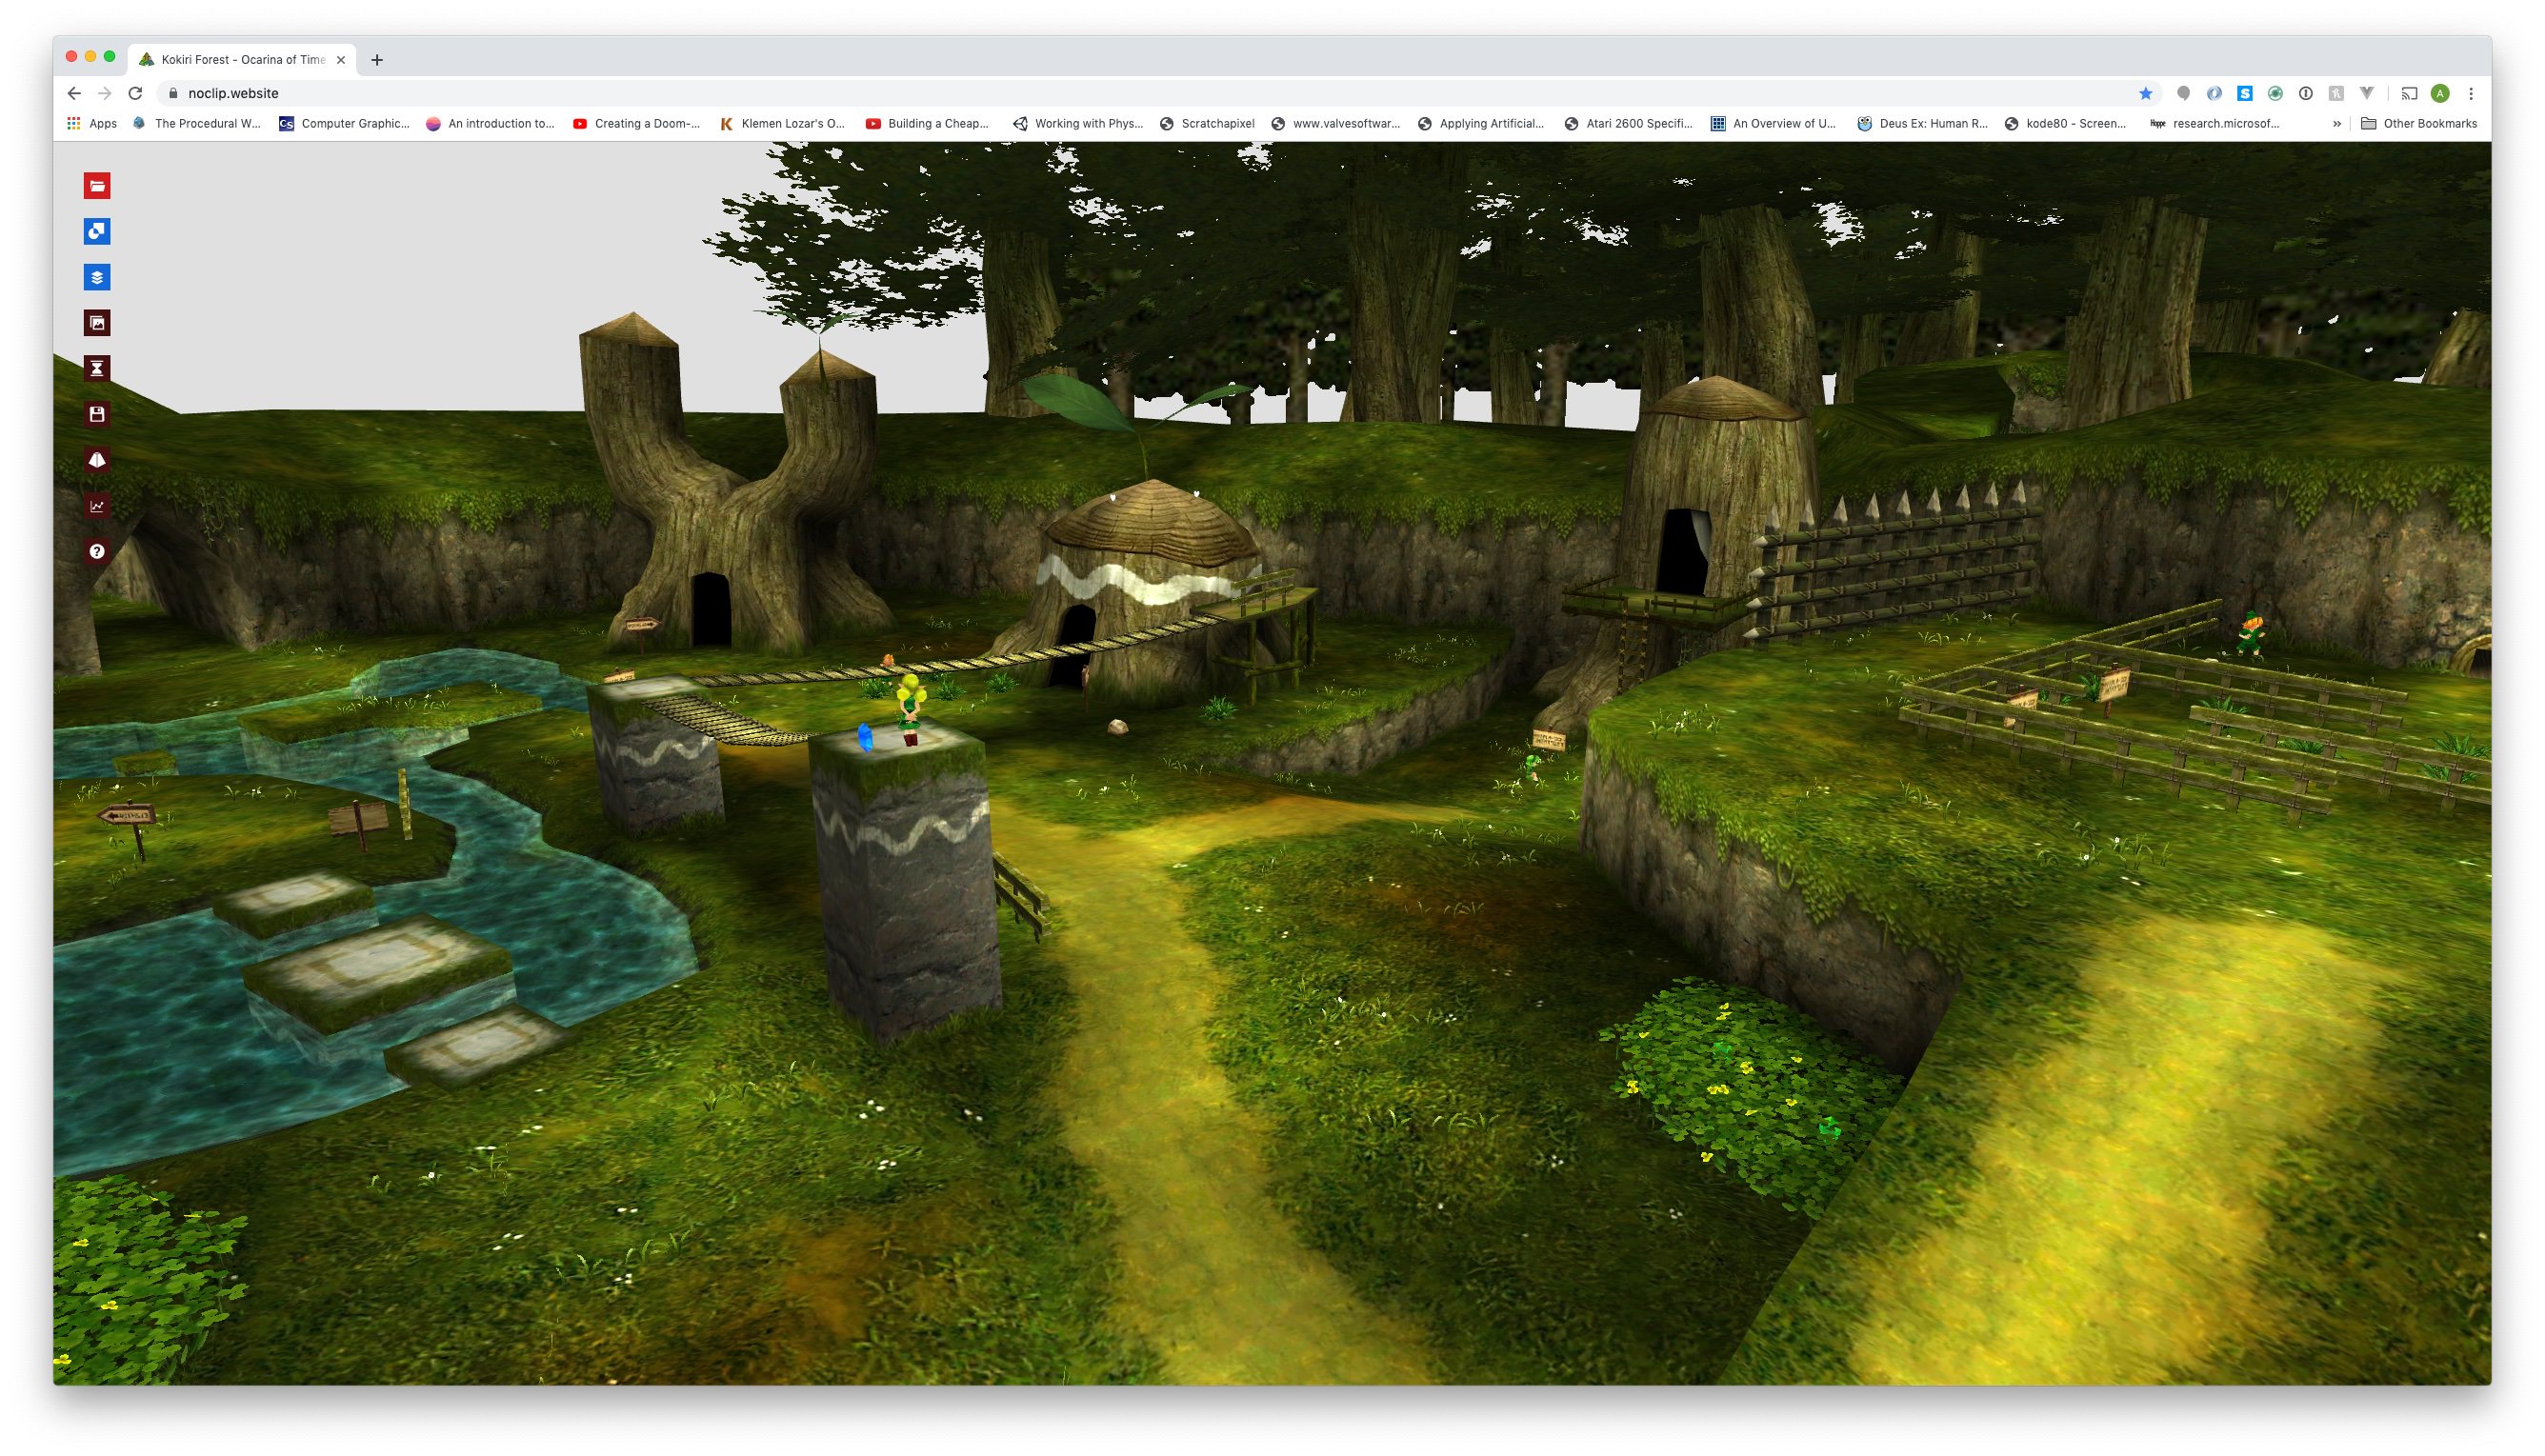 Kokiri Forest - Ocarina of Time
noclip.website
A
Apps
The Procedural W...
CS
Computer Graphic...
An introduction to...
Creating a Doom-...
K
Klemen Lozar's O...
Building a Cheap...
Working with Phys...
Scratchapixel
www.valvesoftwar...
Applying Artificial...
Atari 2600 Specifi...
An Overview of U...
Deus Ex: Human R...
kode80 - Screen...
Hoppe
research.microsof...
»
Other Bookmarks
?